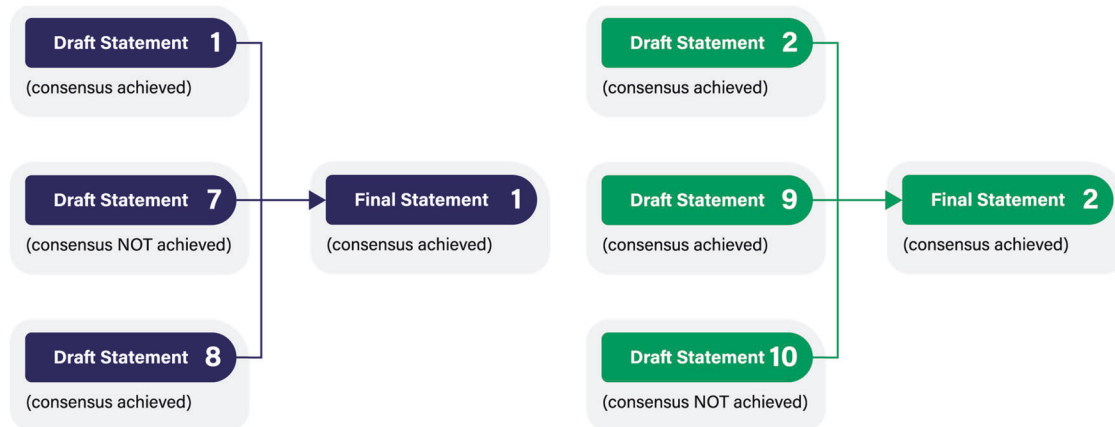 Draft Statement 1
(consensus achieved)
Draft Statement 7
(consensus NOT achieved)
Draft Statement 8
(consensus achieved)
Final Statement 1
(consensus achieved)
Draft Statement 2
(consensus achieved)
Draft Statement 9
(consensus achieved)
Draft Statement 10
(consensus NOT achieved)
Final Statement 2
(consensus achieved)